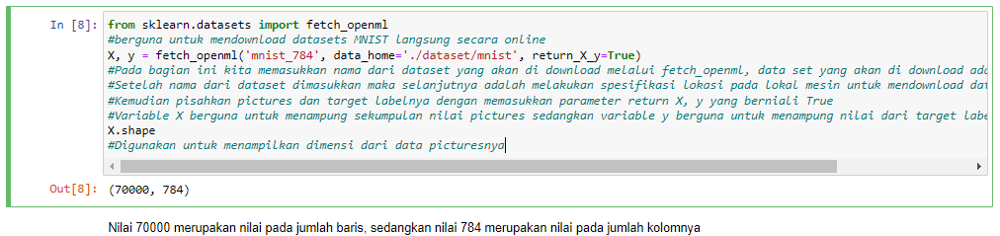 In [8]: from sklearn.datasets import fetch_openml
#berguna untuk mendownload datasets MNIST langsung secara online
X, y = fetch_openml('mnist_784', data_home='./dataset/mnist', return_X_y=True)
#Pada bagian ini kita memasukkan nama dari dataset yang akan di download melalui fetch_openml, data set yang akan di download ada
#Setelah nama dari dataset dimasukkan maka selanjutnya adalah melakukan spesifikasi lokasi pada lokal mesin untuk mendownload dat
#Kemudian pisahkan pictures dan target labelnya dengan memasukkan parameter return X, y yang berniali True
#Variable X berguna untuk menampung sekumpulan nilai pictures sedangkan variable y berguna untuk menampung nilai dari target labe
X.shape
#Digunakan untuk menampilkan dimensi dari data picturesnya
Out[8]: (70000, 784)
Nilai 70000 merupakan nilai pada jumlah baris, sedangkan nilai 784 merupakan nilai pada jumlah kolomnya